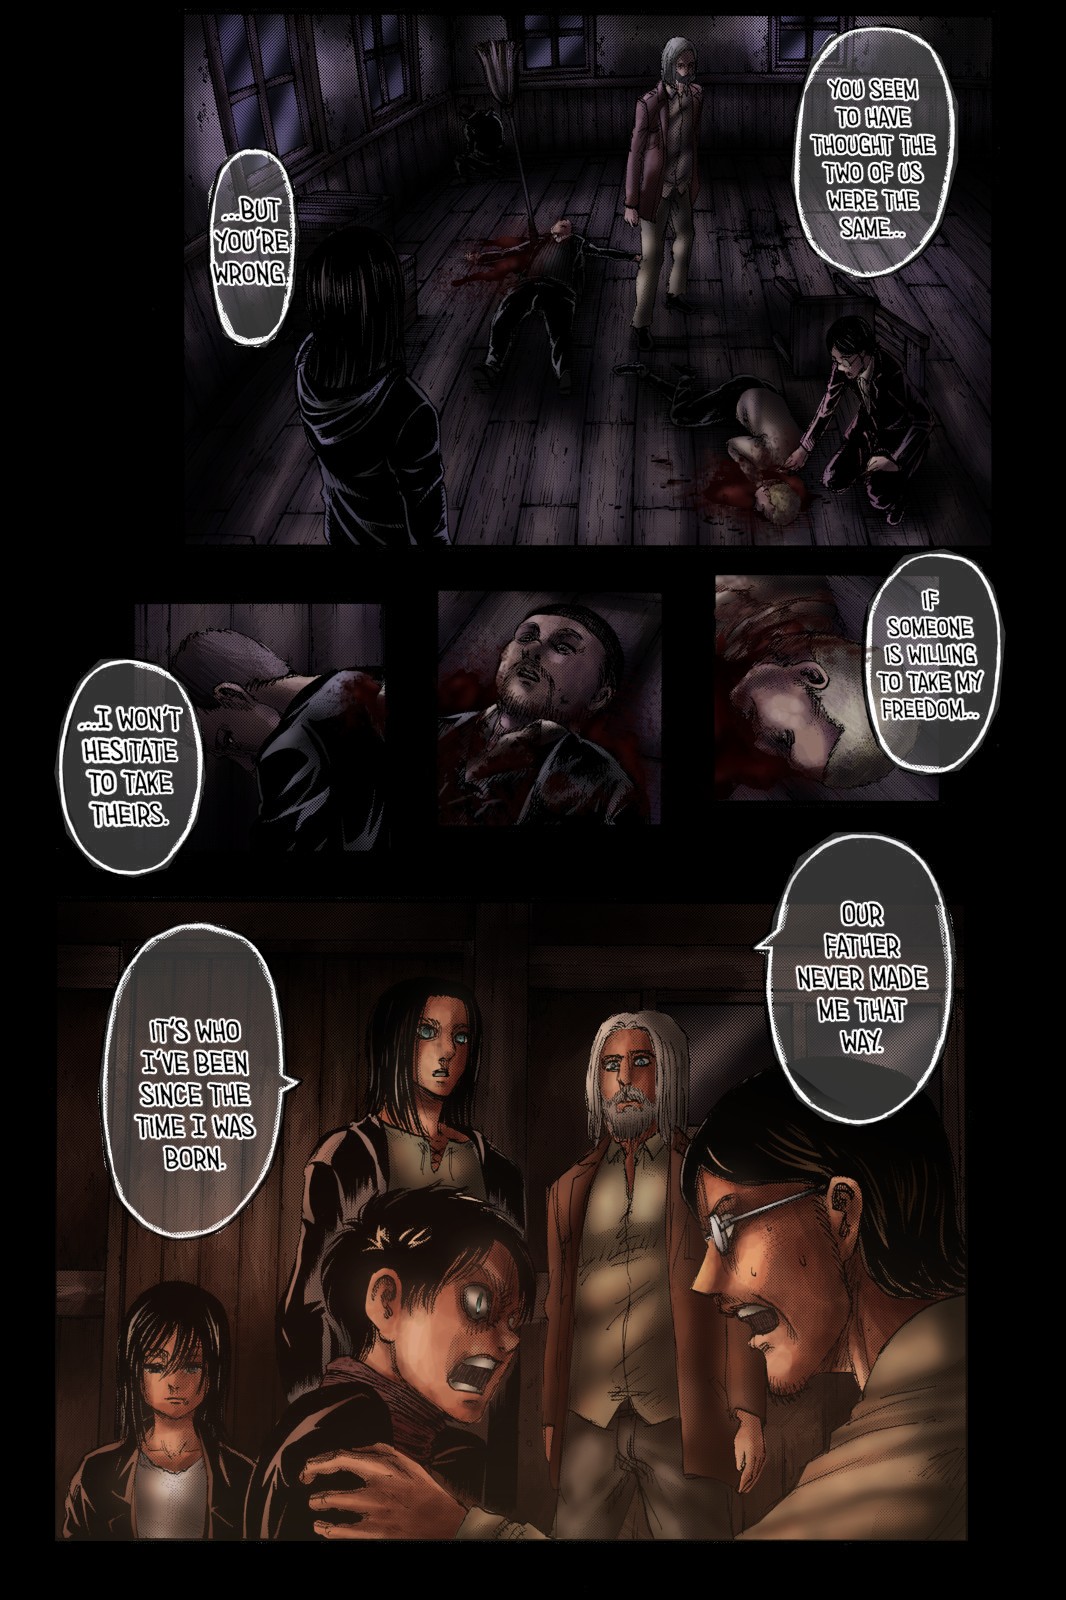 YOU SEEM
TO HAVE
THOUGHT THE
TWO OF US
WERE THE
SAME...
...BUT
YOU'RE
WRONG.
IF
SOMEONE
IS WILLING
TO TAKE MY
FREEDOM...
...I WON'T
HESITATE
TO TAKE
THEIRS.
OUR
FATHER
NEVER MADE
ME THAT
WAY.
IT'S WHO
I'VE BEEN
SINCE THE
TIME I WAS
BORN.